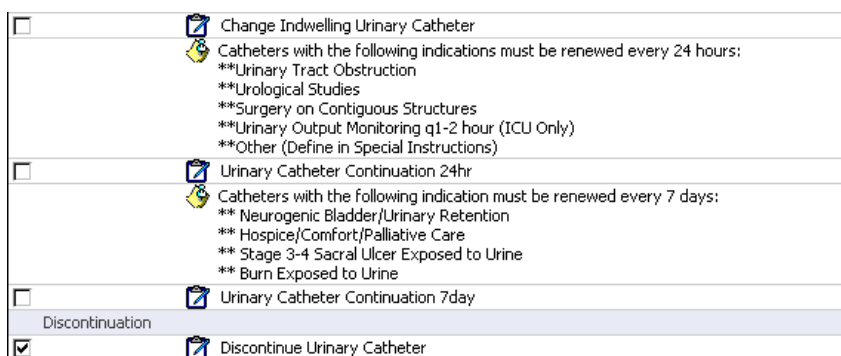 Change Indwelling Urinary Catheter
Catheters with the following indications must be renewed every 24 hours:
**Urinary Tract Obstruction
**Urological Studies
**Surgery on Contiguous Structures
**Urinary Output Monitoring q1-2 hour (ICU Only)
**Other (Define in Special Instructions)
Urinary Catheter Continuation 24hr
Catheters with the following indication must be renewed every 7 days:
** Neurogenic Bladder/Urinary Retention
** Hospice/Comfort/Palliative Care
** Stage 3-4 Sacral Ulcer Exposed to Urine
** Burn Exposed to Urine
Urinary Catheter Continuation 7day
Discontinuation
Discontinue Urinary Catheter